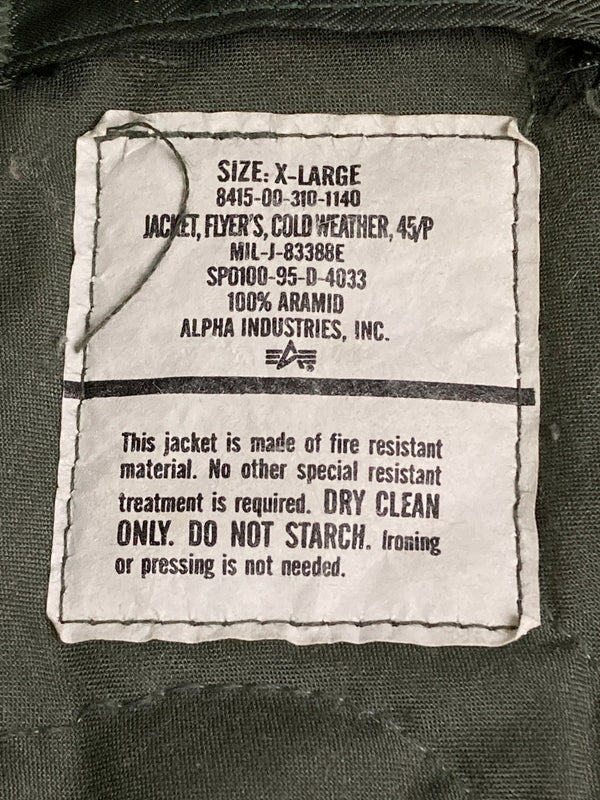 SIZE: X-LARGE
8415-00-310-1140
JACKET, FLYER'S, COLD WEATHER, 45/P
MIL-J-83388E
SPO100-95-D-4033
100% ARAMID
ALPHA INDUSTRIES, INC.
This jacket is made of fire resistant
material. No other special resistant
treatment is required. DRY CLEAN
ONLY. DO NOT STARCH. Ironing
or pressing is not needed.